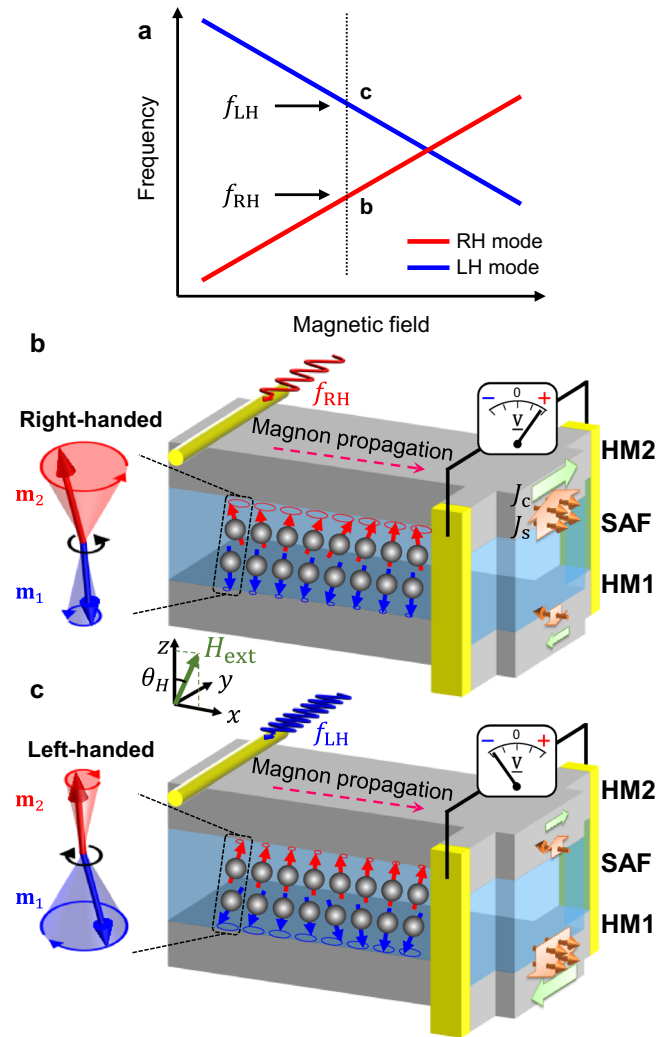 a
Frequency
f_LH
c
f_RH
b
RH mode
LH mode
Magnetic field
b
f_RH
− 0 +
V
Right-handed
Magnon propagation
HM2
m₂
J_c
J_s
SAF
m₁
HM1
z
H_ext
θ_H
y
x
c
f_LH
− 0 +
V
Left-handed
Magnon propagation
HM2
m₂
SAF
m₁
HM1